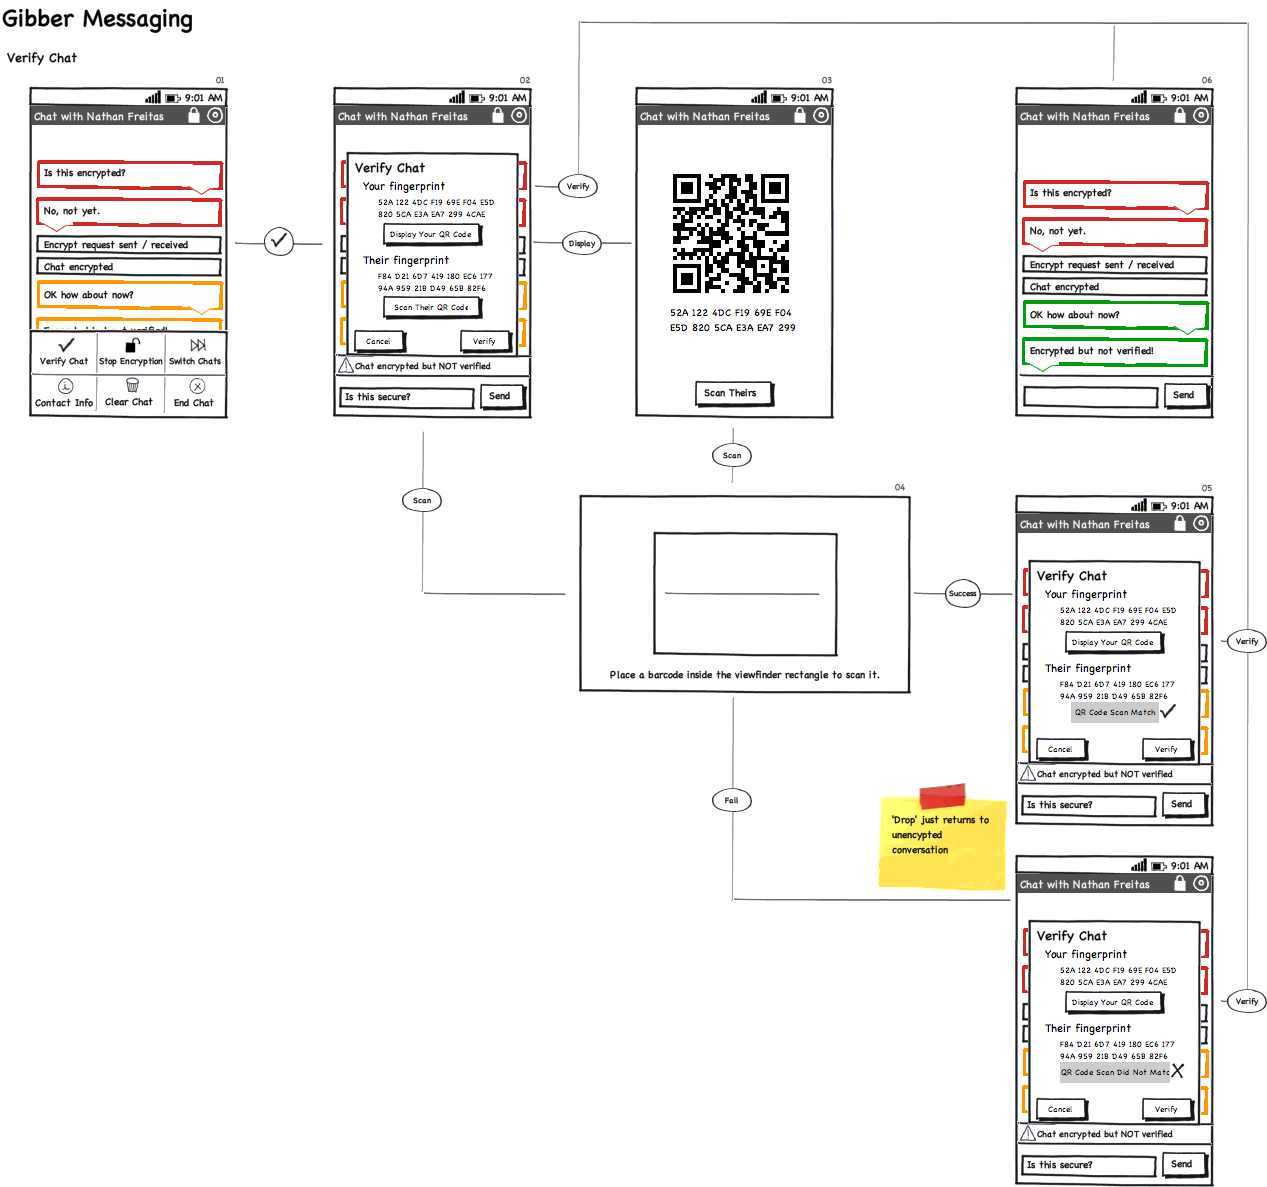 Gibber Messaging
Verify Chat
01
9:01 AM
Chat with Nathan Freitas
Is this encrypted?
No, not yet.
Encrypt request sent / received
Chat encrypted
OK how about now?
Verify Chat
Stop Encryption
Switch Chats
Contact Info
Clear Chat
End Chat
02
9:01 AM
Chat with Nathan Freitas
Verify Chat
Your fingerprint
52A 122 4DC F19 69E F04 E5D
820 5CA E3A EA7 299 4CAE
Display Your QR Code
Their fingerprint
F84 D21 6D7 419 180 EC6 177
94A 959 21B D49 65B 82F6
Scan Their QR Code
Cancel
Verify
Chat encrypted but NOT verified
Is this secure?
Send
Verify
Display
Scan
03
9:01 AM
Chat with Nathan Freitas
52A 122 4DC F19 69E F04
E5D 820 5CA E3A EA7 299
Scan Theirs
Scan
04
Place a barcode inside the viewfinder rectangle to scan it.
Success
Fail
06
9:01 AM
Chat with Nathan Freitas
Is this encrypted?
No, not yet.
Encrypt request sent / received
Chat encrypted
OK how about now?
Encrypted but not verified!
Send
05
9:01 AM
Chat with Nathan Freitas
Verify Chat
Your fingerprint
52A 122 4DC F19 69E F04 E5D
820 5CA E3A EA7 299 4CAE
Display Your QR Code
Their fingerprint
F84 D21 6D7 419 180 EC6 177
94A 959 21B D49 65B 82F6
QR Code Scan Match
Cancel
Verify
Chat encrypted but NOT verified
Is this secure?
Send
Verify
'Drop' just returns to
unencypted
conversation
9:01 AM
Chat with Nathan Freitas
Verify Chat
Your fingerprint
52A 122 4DC F19 69E F04 E5D
820 5CA E3A EA7 299 4CAE
Display Your QR Code
Their fingerprint
F84 D21 6D7 419 180 EC6 177
94A 959 21B D49 65B 82F6
QR Code Scan Did Not Matc
Cancel
Verify
Chat encrypted but NOT verified
Is this secure?
Send
Verify